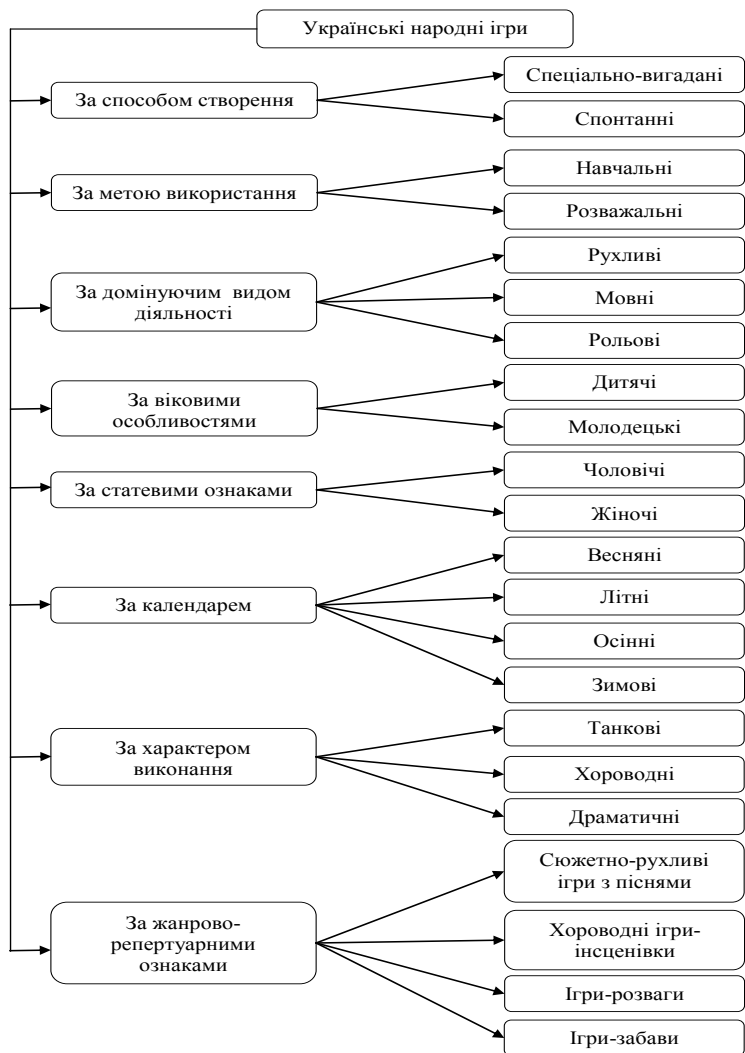 Українські народні ігри
За способом створення
Спеціально-вигадані
Спонтанні
За метою використання
Навчальні
Розважальні
За домінуючим видом
діяльності
Рухливі
Мовні
Рольові
За віковими
особливостями
Дитячі
Молодецькі
За статевими ознаками
Чоловічі
Жіночі
За календарем
Весняні
Літні
Осінні
Зимові
За характером
виконання
Танкові
Хороводні
Драматичні
За жанрово-
репертуарними
ознаками
Сюжетно-рухливі
ігри з піснями
Хороводні ігри-
інсценівки
Ігри-розваги
Ігри-забави